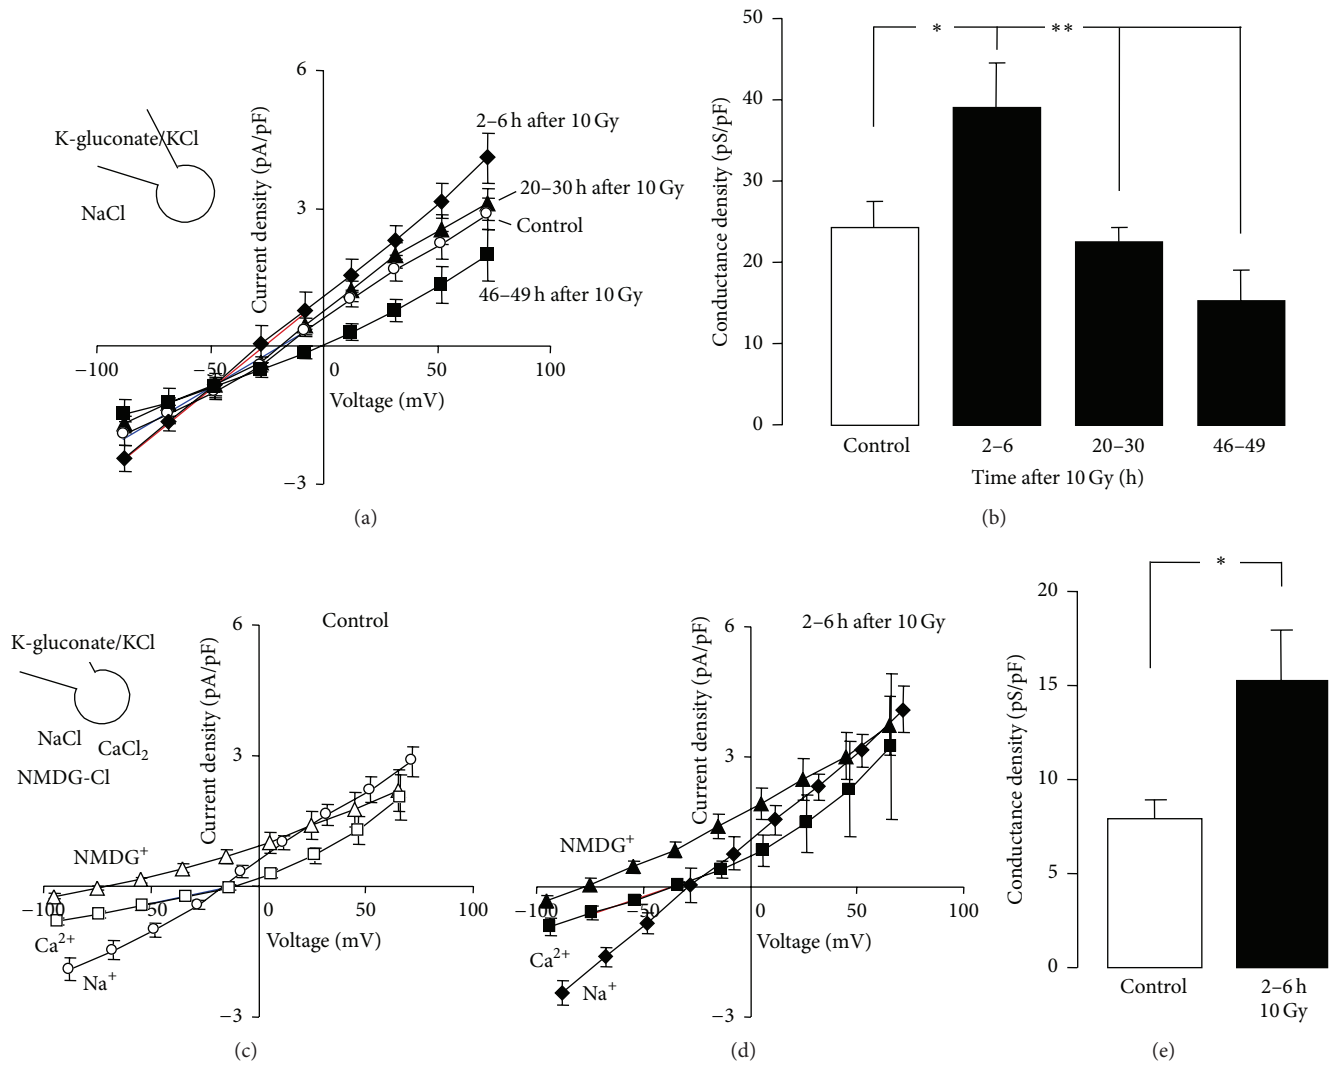 6
3
−3
−100
−50
0
50
100
Current density (pA/pF)
Voltage (mV)
K-gluconate/KCl
NaCl
2–6 h after 10 Gy
20–30 h after 10 Gy
Control
46–49 h after 10 Gy
(a)
50
40
30
20
10
0
Conductance density (pS/pF)
*
**
Control
2–6
20–30
46–49
Time after 10 Gy (h)
(b)
Control
K-gluconate/KCl
NaCl
CaCl2
NMDG-Cl
6
3
−3
Current density (pA/pF)
NMDG+
Ca2+
Na+
−100
−50
0
50
100
Voltage (mV)
(c)
2–6 h after 10 Gy
6
3
−3
Current density (pA/pF)
NMDG+
Ca2+
Na+
−100
−50
0
50
100
Voltage (mV)
(d)
20
15
10
5
0
Conductance density (pS/pF)
*
Control
2–6 h
10 Gy
(e)